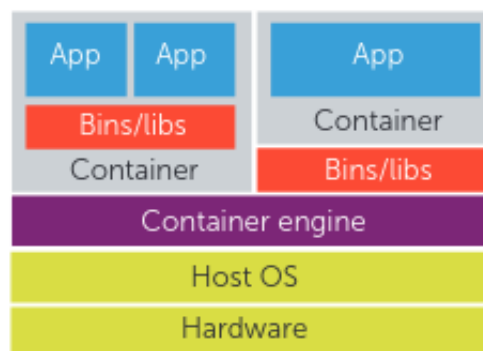 App
App
Bins/libs
Container
App
Container
Bins/libs
Container engine
Host OS
Hardware